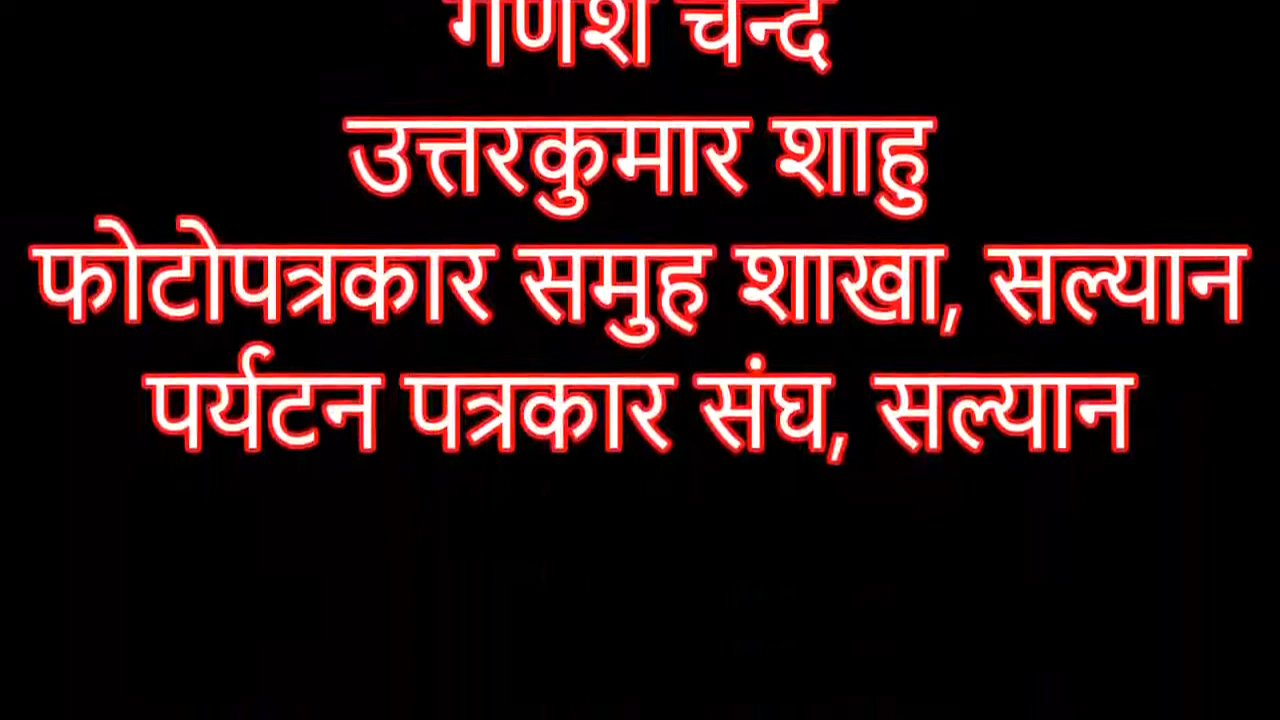 गणेश चन्द
उत्तरकुमार शाहु
फोटोपत्रकार समुह शाखा, सल्यान
पर्यटन पत्रकार संघ, सल्यान